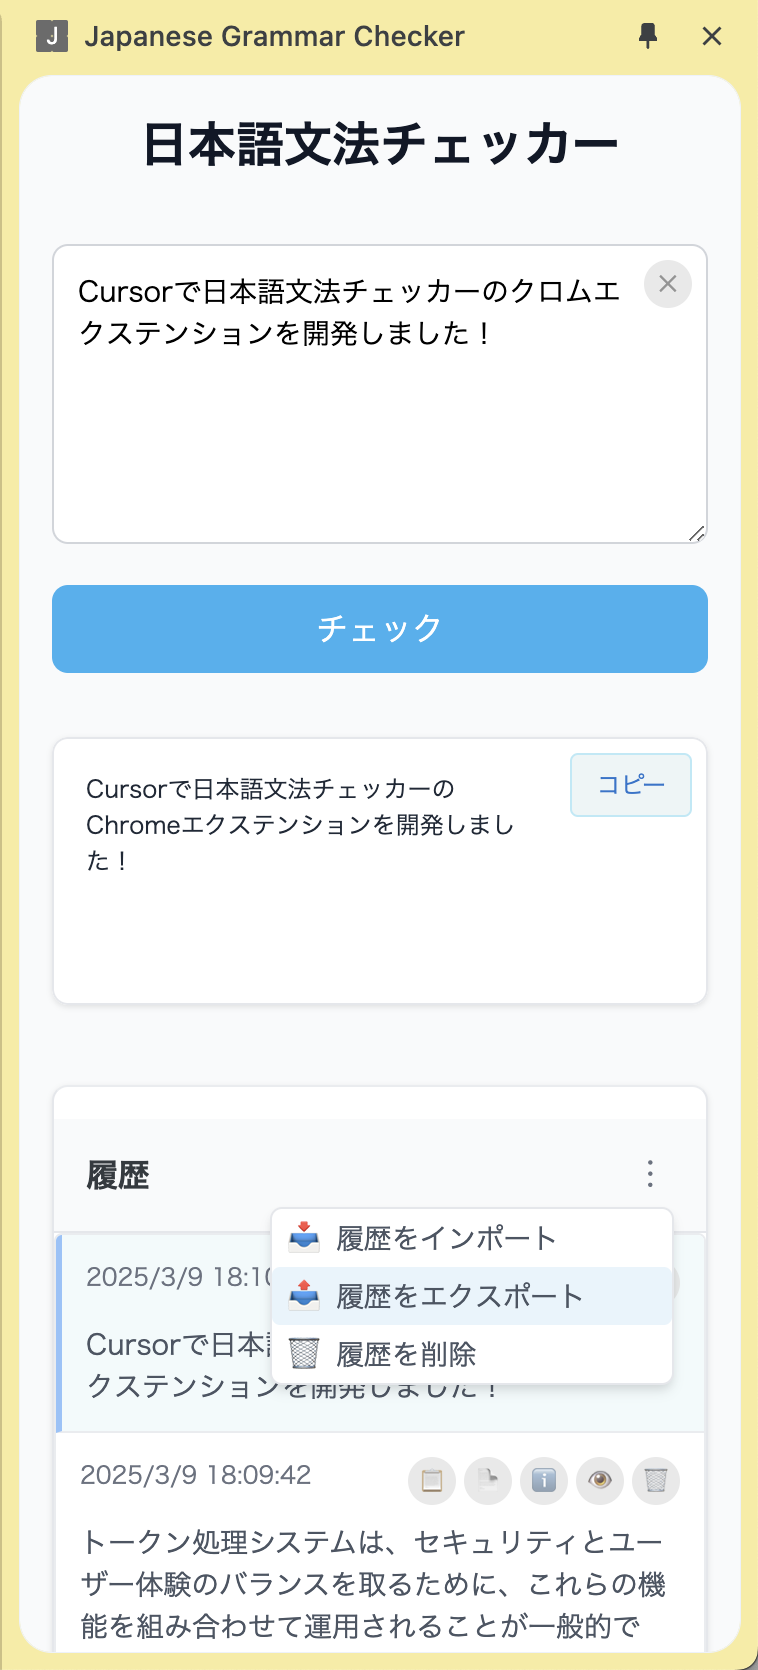 J Japanese Grammar Checker
日本語文法チェッカー
Cursorで日本語文法チェッカーのクロムエ
クステンションを開発しました！
チェック
コピー
Cursorで日本語文法チェッカーの
Chromeエクステンションを開発しまし
た！
履歴
履歴をインポート
2025/3/9 18:1
履歴をエクスポート
Cursorで日本
履歴を削除
クステンションを開発しました！
2025/3/9 18:09:42
トークン処理システムは、セキュリティとユー
ザー体験のバランスを取るために、これらの機
能を組み合わせて運用されることが一般的で